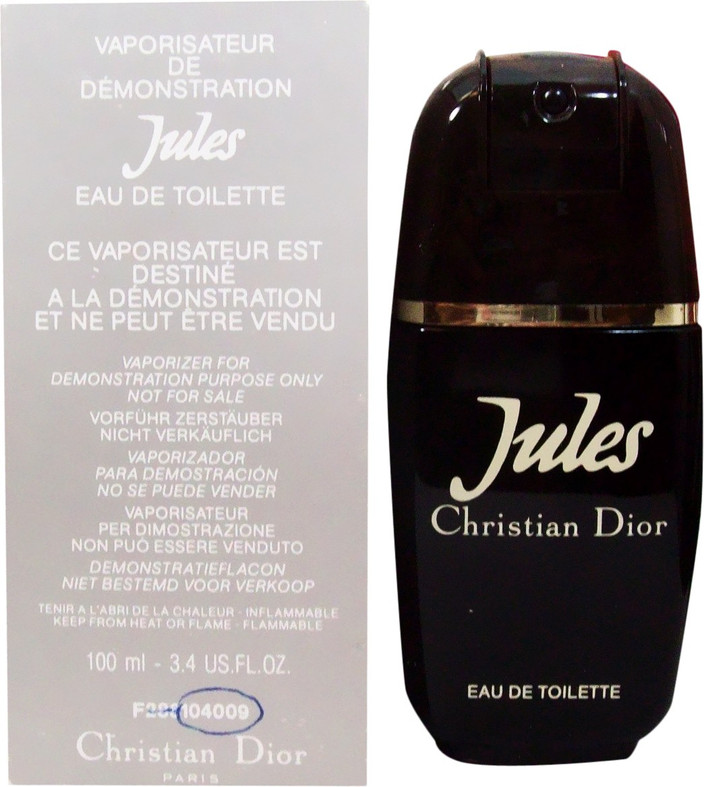 VAPORISATEUR
DE
DÉMONSTRATION
Jules
EAU DE TOILETTE
CE VAPORISATEUR EST
DESTINÉ
A LA DÉMONSTRATION
ET NE PEUT ÊTRE VENDU
VAPORIZER FOR
DEMONSTRATION PURPOSE ONLY
NOT FOR SALE
VORFÜHR ZERSTÄUBER
NICHT VERKÄUFLICH
VAPORIZADOR
PARA DEMOSTRACIÓN
NO SE PUEDE VENDER
VAPORISATEUR
PER DIMOSTRAZIONE
NON PUÒ ESSERE VENDUTO
DEMONSTRATIEFLACON
NIET BESTEMD VOOR VERKOOP
TENIR A L'ABRI DE LA CHALEUR - INFLAMMABLE
KEEP FROM HEAT OR FLAME - FLAMMABLE
100 ml - 3.4 US.FL.OZ.
104009
Christian Dior
PARIS
Jules
Christian Dior
EAU DE TOILETTE